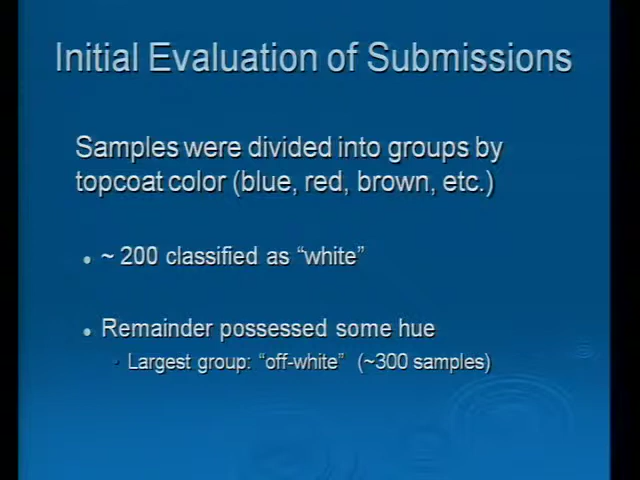 Initial Evaluation of Submissions
Samples were divided into groups by
topcoat color (blue, red, brown, etc.)
• ~ 200 classified as “white”
• Remainder possessed some hue
• Largest group: “off-white” (~300 samples)